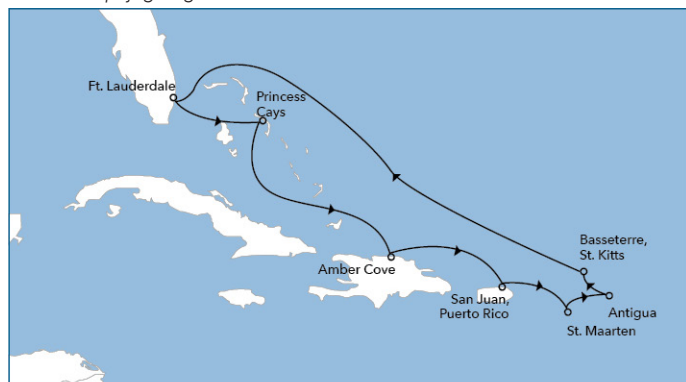 Ft. Lauderdale
Princess
Cays
Amber Cove
San Juan,
Puerto Rico
Basseterre,
St. Kitts
Antigua
St. Maarten